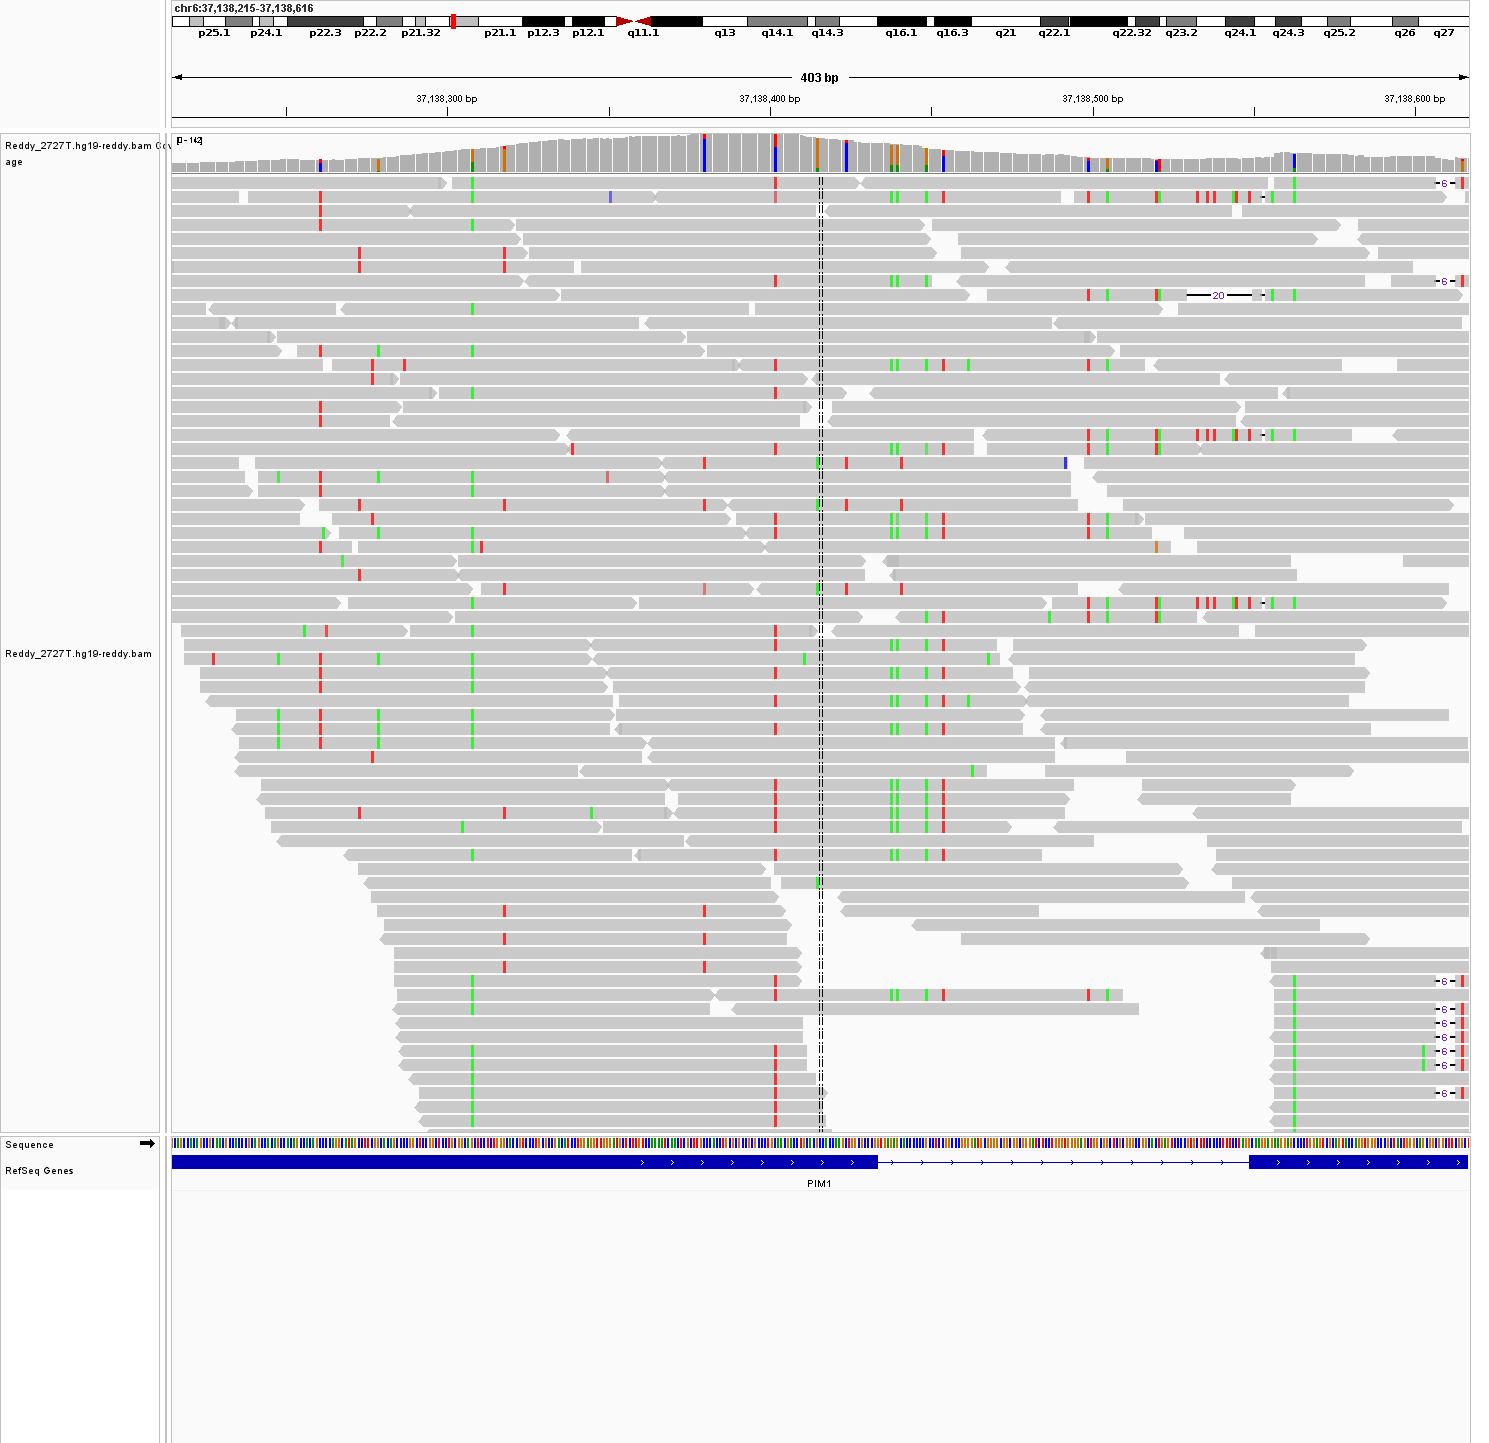 chr6:37,138,215-37,138,616
p25.1 p24.1 p22.3 p22.2 p21.32 p21.1 p12.3 p12.1 q11.1 q13 q14.1 q14.3 q16.1 q16.3 q21 q22.1 q22.32 q23.2 q24.1 q24.3 q25.2 q26 q27
403 bp
37,138,300 bp 37,138,400 bp 37,138,500 bp 37,138,600 bp
[0 - 142]
Reddy_2727T.hg19-reddy.bam Cov
age
6
6
20
Reddy_2727T.hg19-reddy.bam
6
6
6
6
6
6
6
Sequence
RefSeq Genes
PIM1